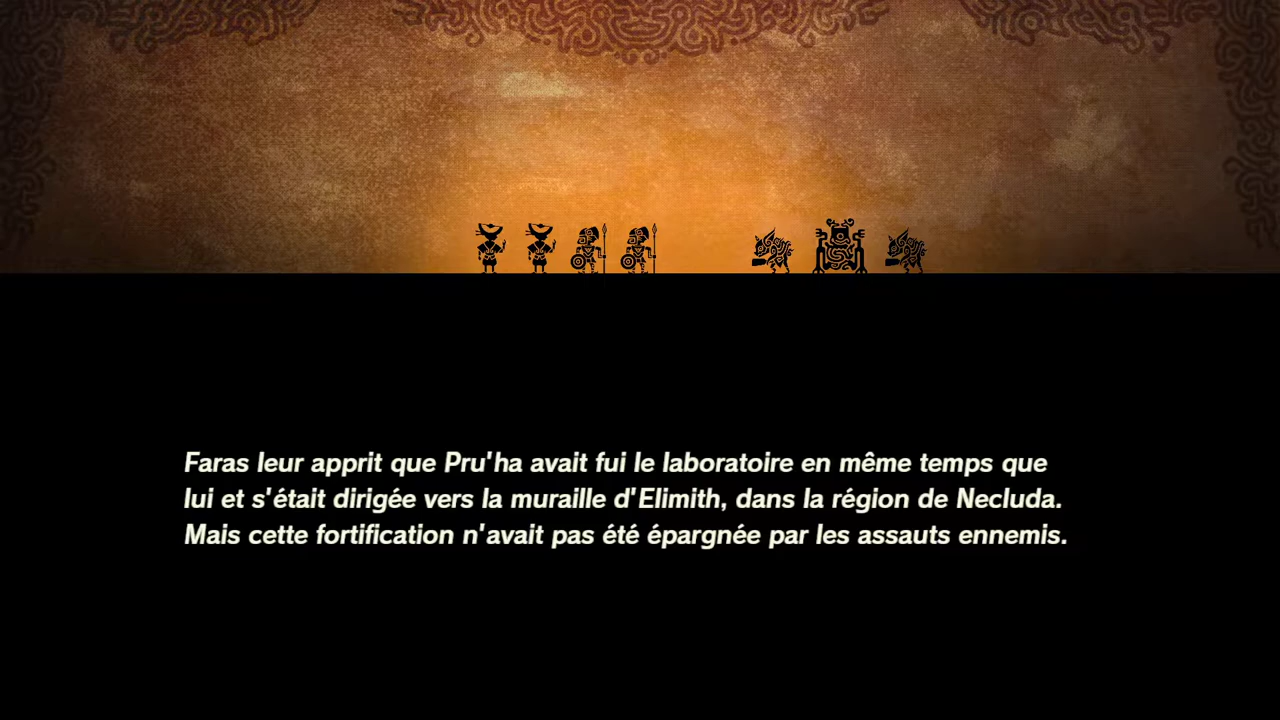 Faras leur apprit que Pru'ha avait fui le laboratoire en même temps que
lui et s'était dirigée vers la muraille d'Elimith, dans la région de Necluda.
Mais cette fortification n'avait pas été épargnée par les assauts ennemis.